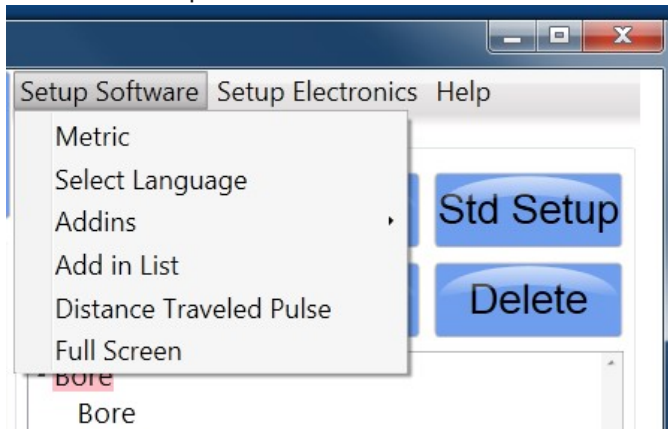 Setup Software Setup Electronics Help
Metric
Select Language
Addins
Std Setup
Add in List
Distance Traveled Pulse
Delete
Full Screen
Bore
Bore